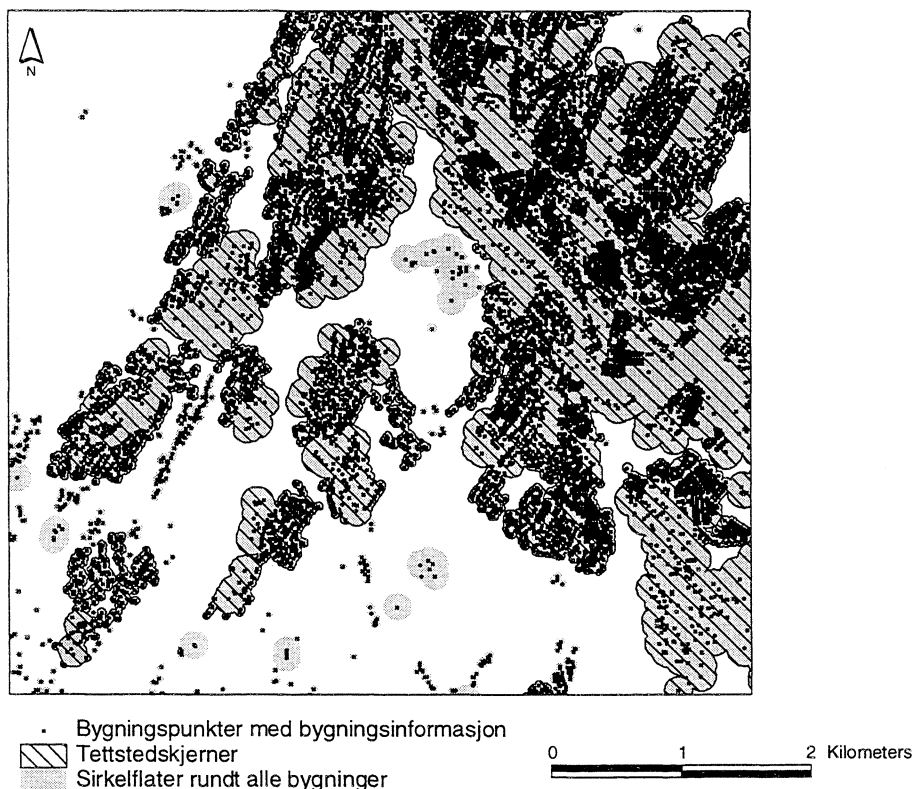 N
Bygningspunkter med bygningsinformasjon
Tettstedskjerner
Sirkelflater rundt alle bygninger
0 1 2 Kilometers